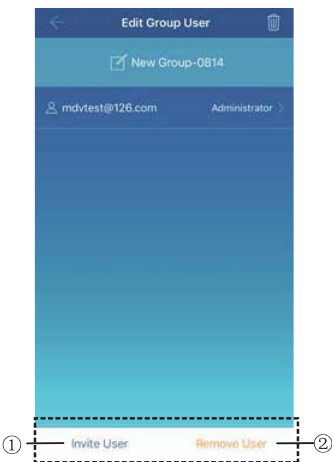 Edit Group User
New Group-0814
mdvtest@126.com Administrator
① Invite User Remove User ②